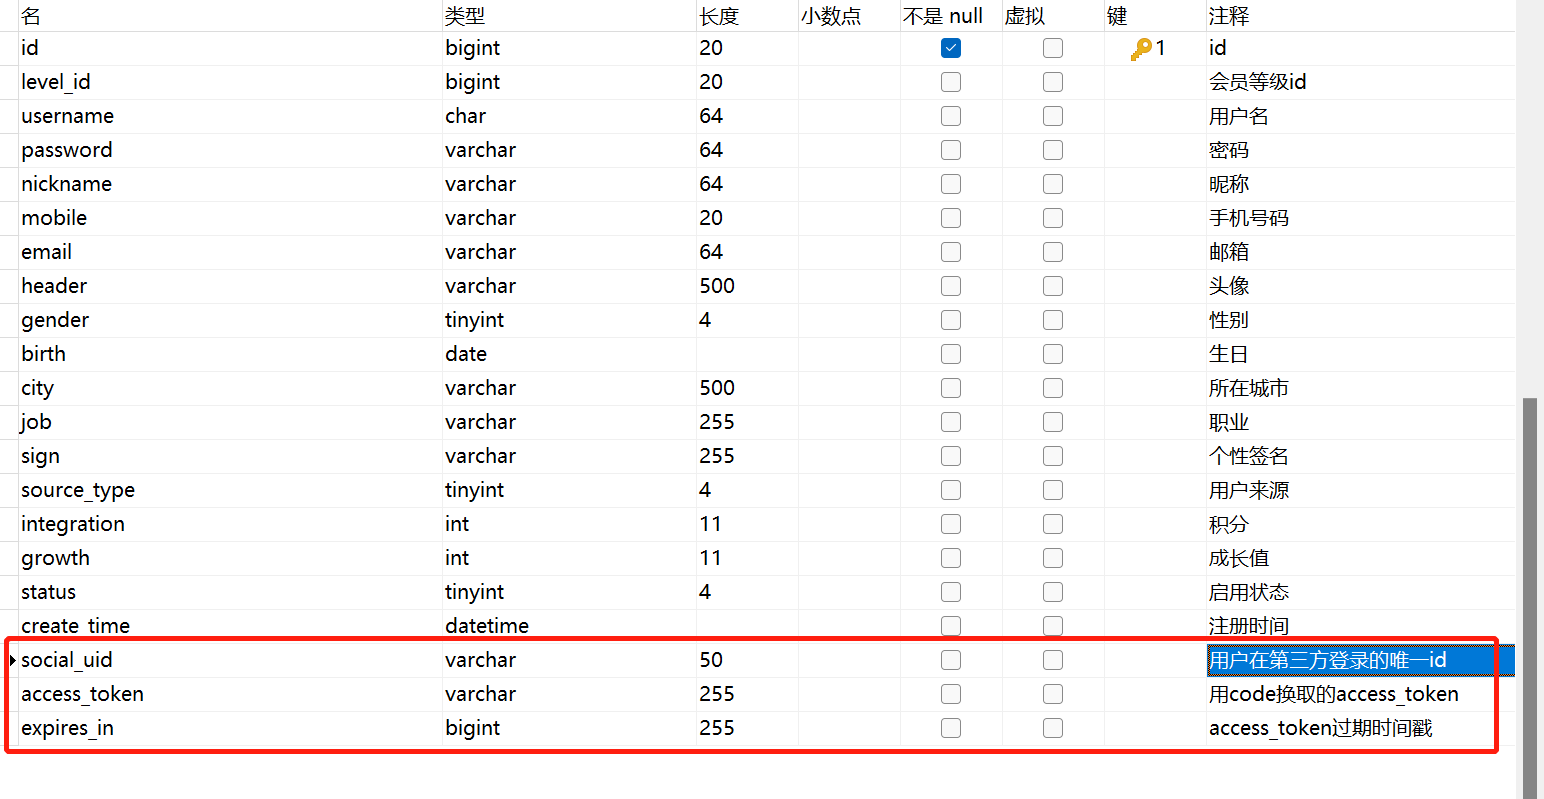 名 类型 长度 小数点 不是 null 虚拟 键 注释
id bigint 20 1 id
level_id bigint 20 会员等级id
username char 64 用户名
password varchar 64 密码
nickname varchar 64 昵称
mobile varchar 20 手机号码
email varchar 64 邮箱
header varchar 500 头像
gender tinyint 4 性别
birth date 生日
city varchar 500 所在城市
job varchar 255 职业
sign varchar 255 个性签名
source_type tinyint 4 用户来源
integration int 11 积分
growth int 11 成长值
status tinyint 4 启用状态
create_time datetime 注册时间
social_uid varchar 50 用户在第三方登录的唯一id
access_token varchar 255 用code换取的access_token
expires_in bigint 255 access_token过期时间戳